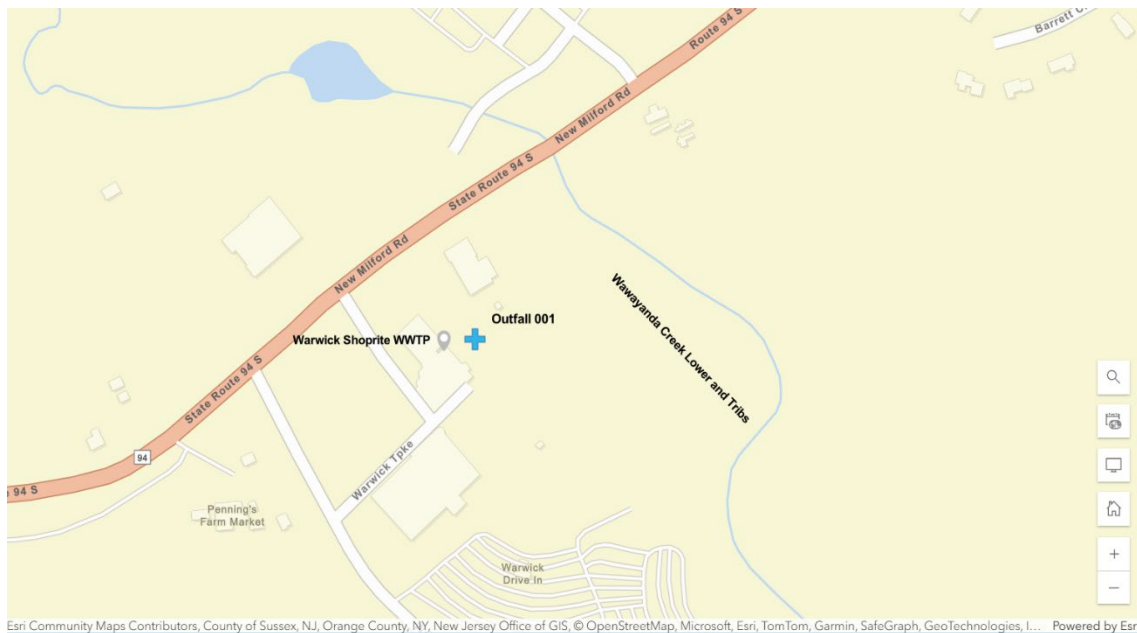 Barrett C
Route 94 S
New Milford Rd
State Route 94 S
New Milford Rd
Outfall 001
Warwick Shoprite WWTP
Wawayanda Creek Lower and Tribs
State Route 94 S
94
94 S
Warwick Tpke
Penning's
Farm Market
Warwick
Drive In
Esri Community Maps Contributors, County of Sussex, NJ, Orange County, NY, New Jersey Office of GIS, © OpenStreetMap, Microsoft, Esri, TomTom, Garmin, SafeGraph, GeoTechnologies, I... Powered by Esr